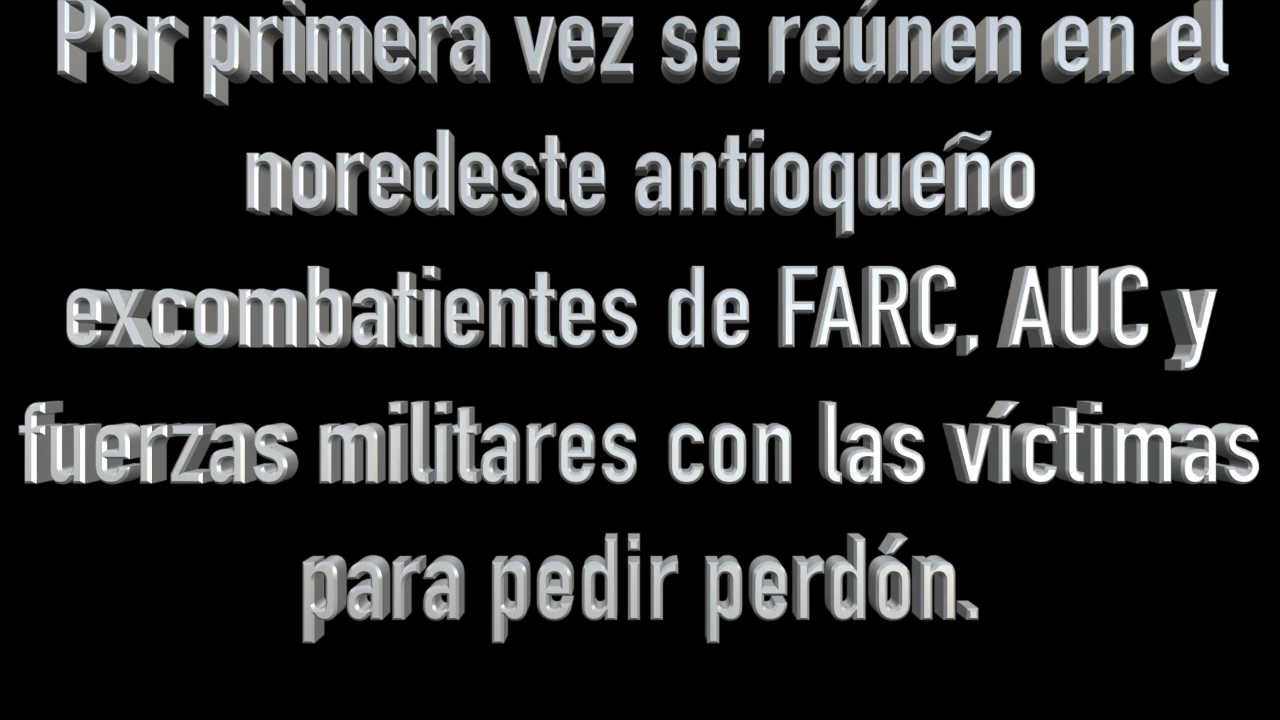 Por primera vez se reúnen en el
noredeste antioqueño
excombatientes de FARC, AUC y
fuerzas militares con las víctimas
para pedir perdón.